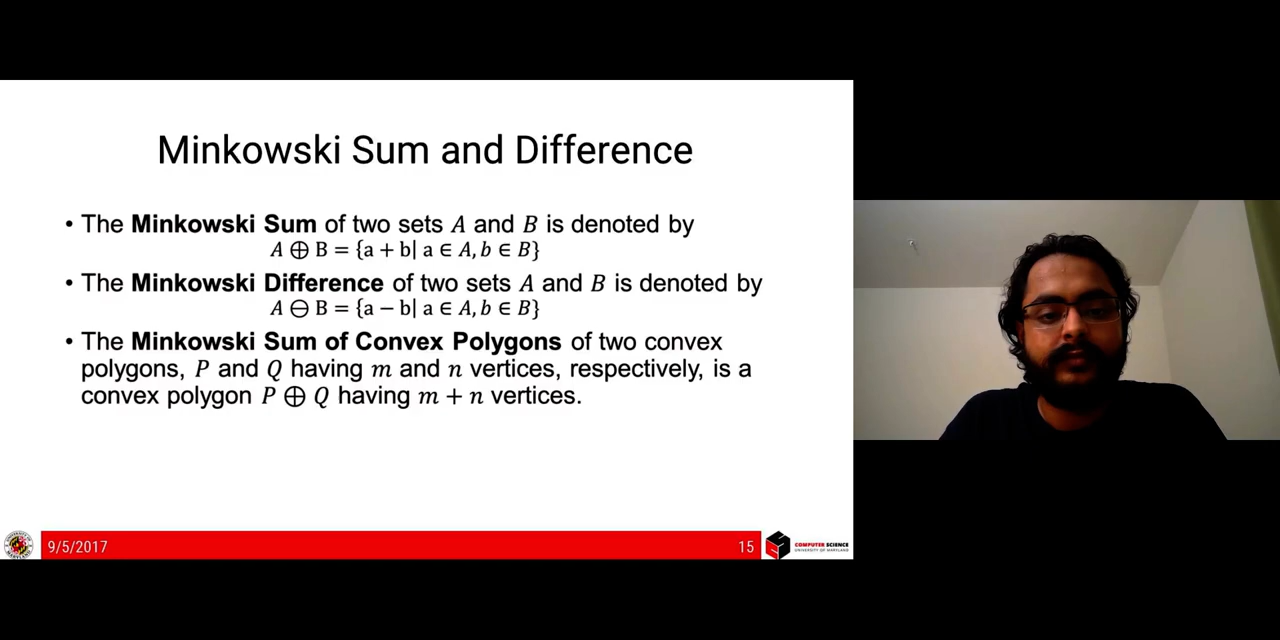 Minkowski Sum and Difference
• The Minkowski Sum of two sets A and B is denoted by
A ⊕ B = {a + b| a ∈ A, b ∈ B}
• The Minkowski Difference of two sets A and B is denoted by
A ⊖ B = {a − b| a ∈ A, b ∈ B}
• The Minkowski Sum of Convex Polygons of two convex
polygons, P and Q having m and n vertices, respectively, is a
convex polygon P ⊕ Q having m + n vertices.
9/5/2017
15
COMPUTER SCIENCE
UNIVERSITY OF MARYLAND